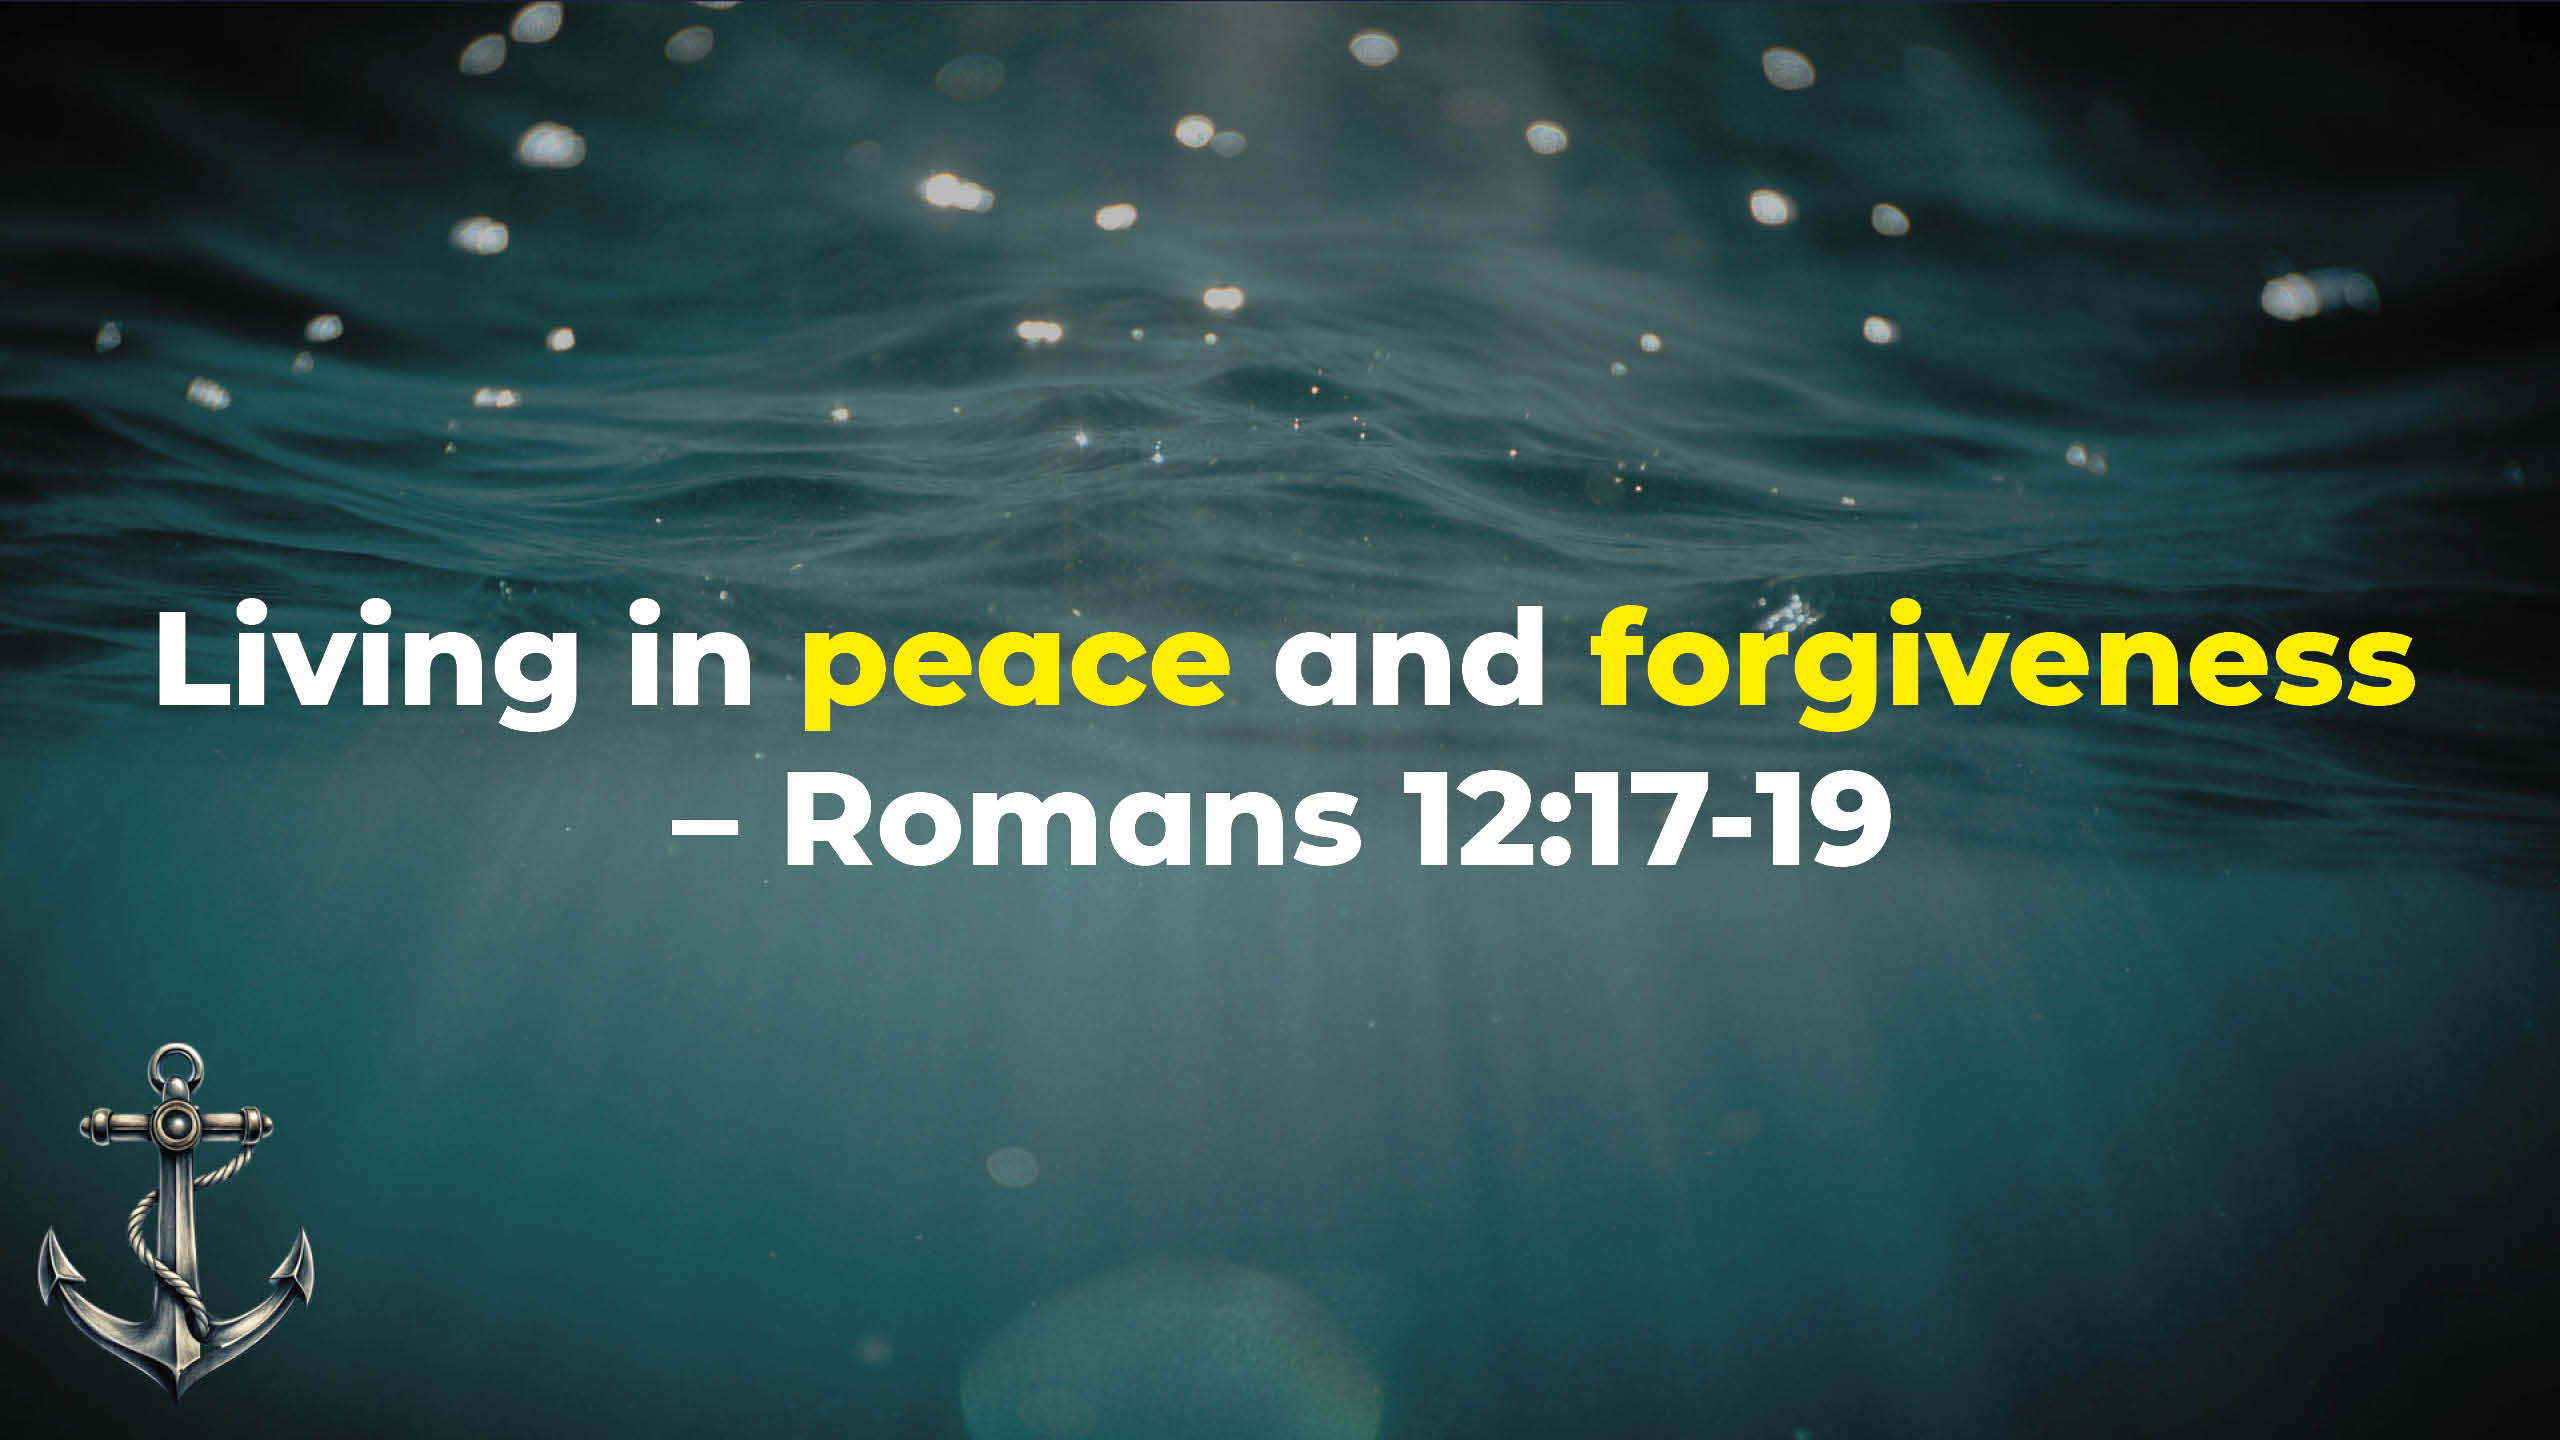 Living in peace and forgiveness
– Romans 12:17-19